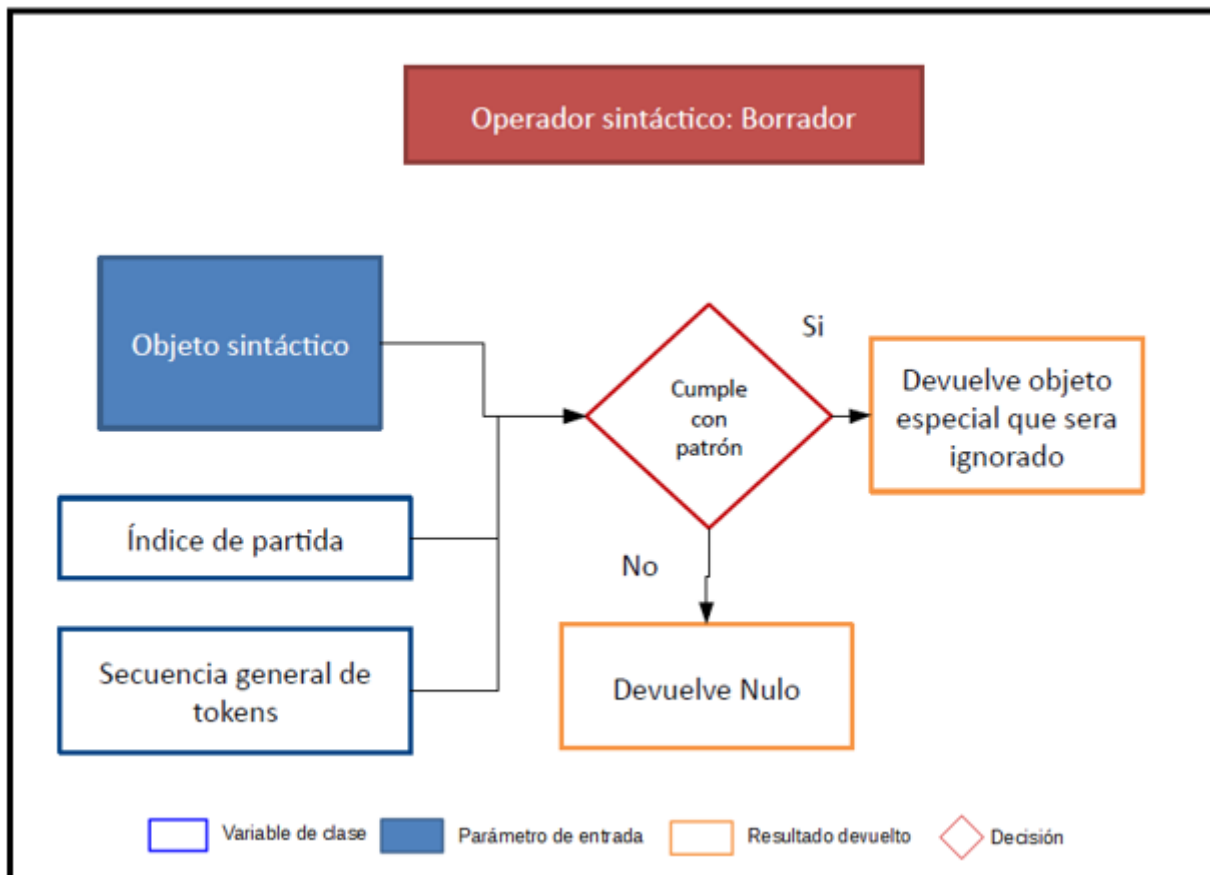 Operador sintáctico: Borrador
Objeto sintáctico
Si
Cumple
con
patrón
Devuelve objeto
especial que sera
ignorado
Índice de partida
No
Secuencia general de
tokens
Devuelve Nulo
Variable de clase
Parámetro de entrada
Resultado devuelto
Decisión